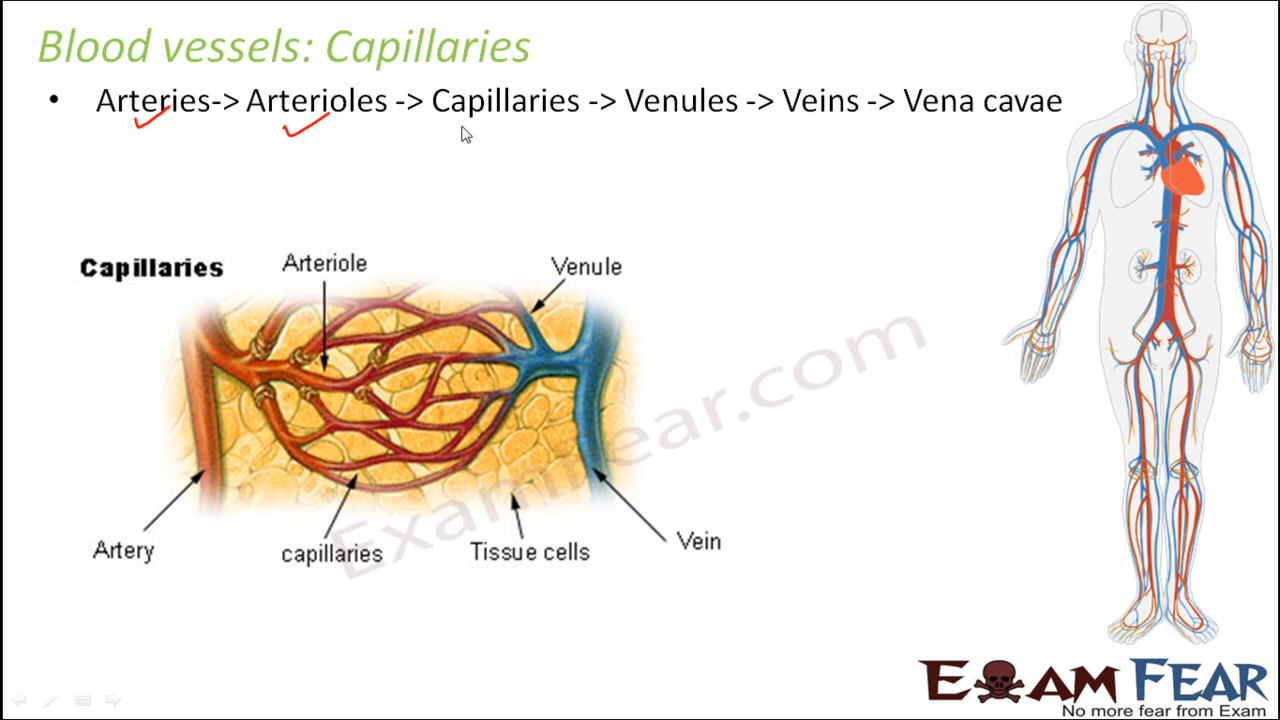 Blood vessels: Capillaries
• Arteries-> Arterioles -> Capillaries -> Venules -> Veins -> Vena cavae
Capillaries
Arteriole
Venule
Artery
capillaries
Tissue cells
Vein
Examfear.com
EXAM FEAR
No more fear from Exam